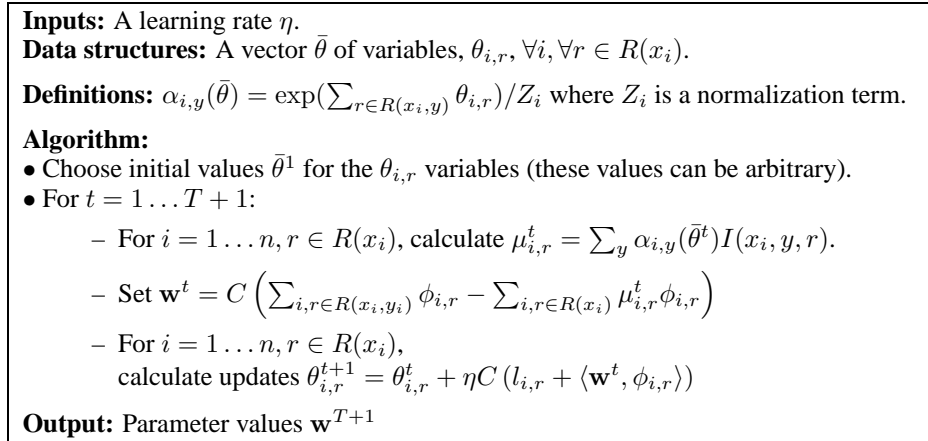 Inputs: A learning rate η.
Data structures: A vector θ̄ of variables, θ_{i,r}, ∀i, ∀r ∈ R(x_i).
Definitions: α_{i,y}(θ̄) = exp(∑_{r∈R(x_i,y)} θ_{i,r})/Z_i where Z_i is a normalization term.
Algorithm:
• Choose initial values θ̄^1 for the θ_{i,r} variables (these values can be arbitrary).
• For t = 1 … T + 1:
– For i = 1 … n, r ∈ R(x_i), calculate μ^t_{i,r} = ∑_y α_{i,y}(θ̄^t)I(x_i, y, r).
– Set w^t = C (∑_{i,r∈R(x_i,y_i)} φ_{i,r} − ∑_{i,r∈R(x_i)} μ^t_{i,r}φ_{i,r})
– For i = 1 … n, r ∈ R(x_i),
calculate updates θ^{t+1}_{i,r} = θ^t_{i,r} + ηC (l_{i,r} + ⟨w^t, φ_{i,r}⟩)
Output: Parameter values w^{T+1}